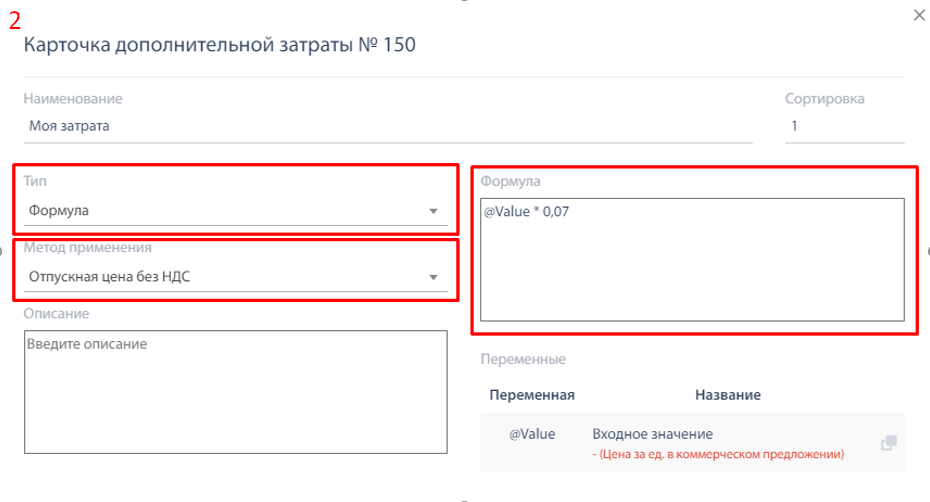 2
Карточка дополнительной затраты № 150
Наименование
Сортировка
Моя затрата
1
Тип
Формула
Метод применения
Отпускная цена без НДС
Описание
Введите описание
Формула
@Value * 0,07
Переменные
Переменная Название
@Value Входное значение
- (Цена за ед. в коммерческом предложении)